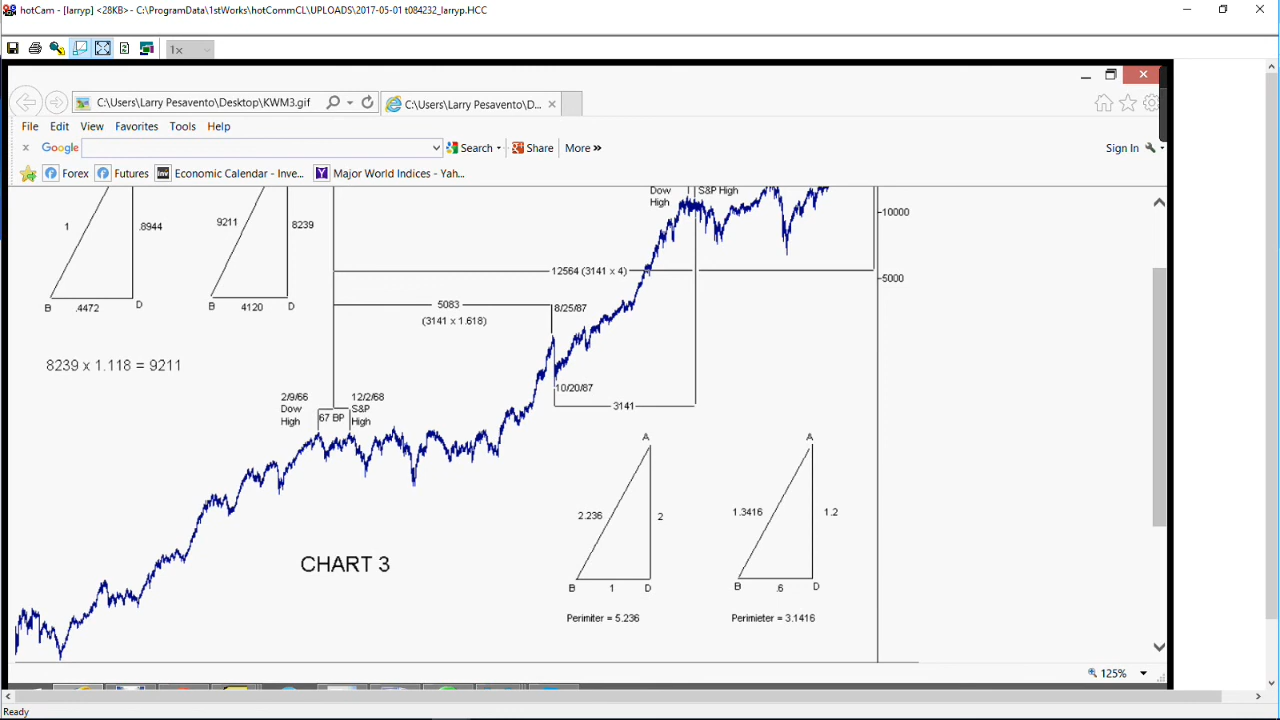 hotCam - [larryp] <28KB> - C:\ProgramData\1stWorks\hotCommCL\UPLOADS\2017-05-01 t084232_larryp.HCC
1x
C:\Users\Larry Pesavento\Desktop\KWM3.gif
C:\Users\Larry Pesavento\D...
File Edit View Favorites Tools Help
x Google Search Share More »
Sign In
Forex Futures Economic Calendar - Inve... Major World Indices - Yah...
Dow High
S&P High
10000
1
.8944
9211
8239
12564 (3141 x 4)
5000
B .4472 D
B 4120 D
5083
(3141 x 1.618)
8/25/87
8239 x 1.118 = 9211
10/20/87
3141
2/9/66
Dow
High
67 BP
12/2/68
S&P
High
A
A
2.236
2
1.3416
1.2
CHART 3
B 1 D
B .6 D
Perimiter = 5.236
Perimieter = 3.1416
125%
Ready